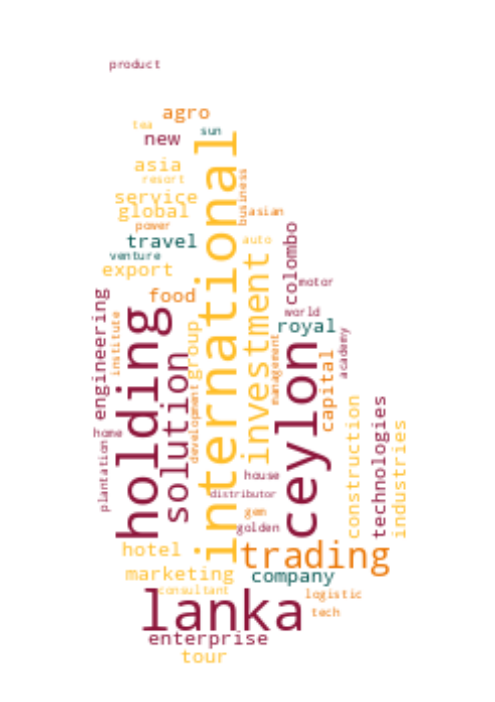 product
agro
tea
sun
new
international
asia
resort
business
service
global
asian
power
travel
colombo
auto
venture
export
investment
motor
food
engineering
holding
world
institute
royal
group
academy
management
ceylon
solution
capital
development
construction
technologies
industries
home
plantation
house
distributor
gem
golden
hotel
trading
marketing
company
consultant
lanka
logistic
tech
enterprise
tour